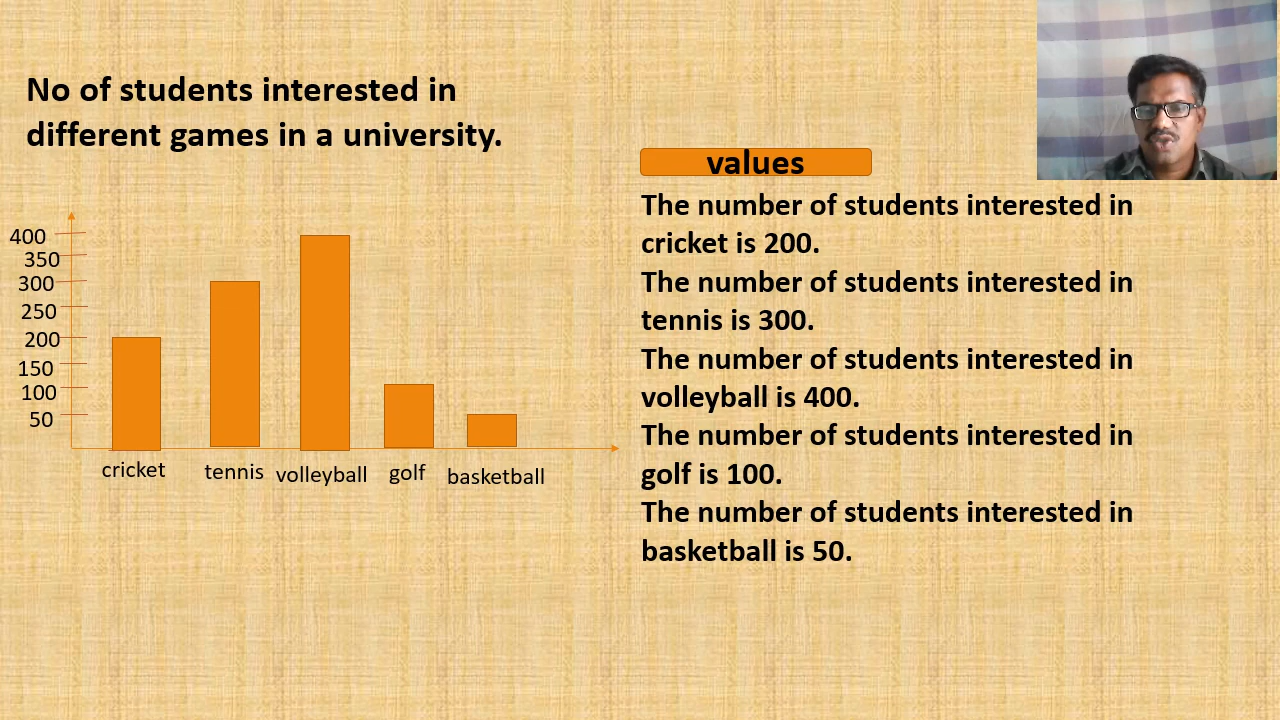 No of students interested in
different games in a university.
400
350
300
250
200
150
100
50
cricket
tennis
volleyball
golf
basketball
values
The number of students interested in
cricket is 200.
The number of students interested in
tennis is 300.
The number of students interested in
volleyball is 400.
The number of students interested in
golf is 100.
The number of students interested in
basketball is 50.